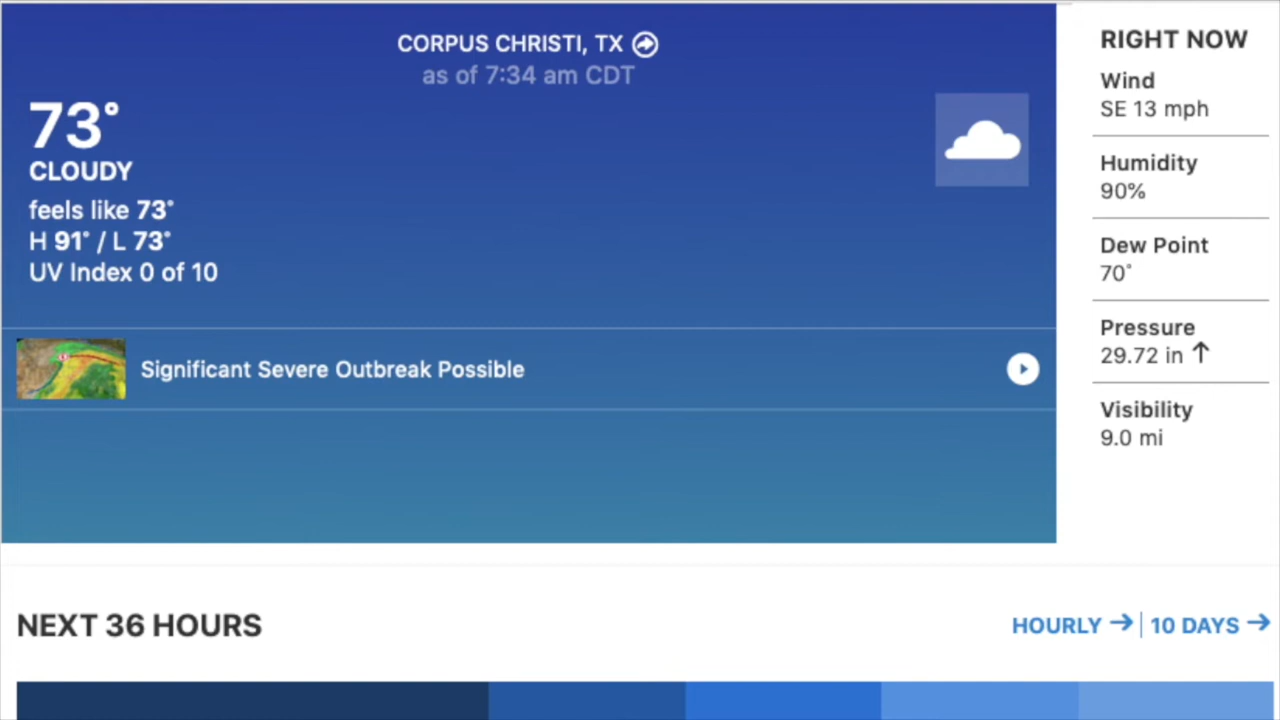 CORPUS CHRISTI, TX
as of 7:34 am CDT
73°
CLOUDY
feels like 73°
H 91° / L 73°
UV Index 0 of 10
Significant Severe Outbreak Possible
RIGHT NOW
Wind
SE 13 mph
Humidity
90%
Dew Point
70°
Pressure
29.72 in ↑
Visibility
9.0 mi
NEXT 36 HOURS
HOURLY → | 10 DAYS →